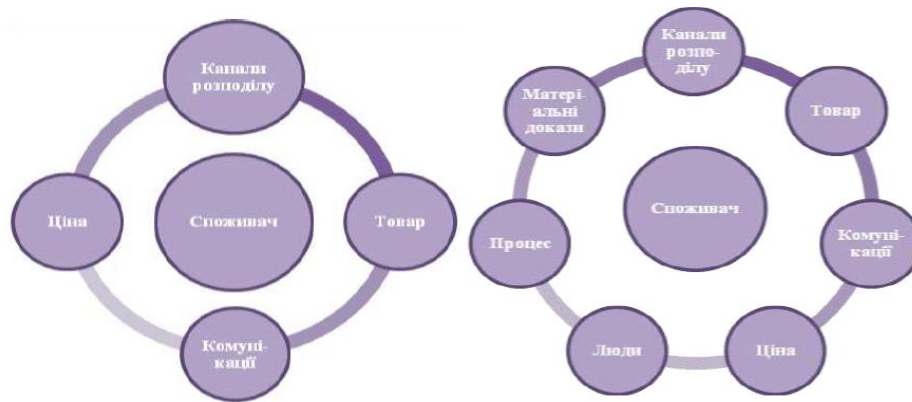 Канали
розподілу
Ціна
Споживач
Товар
Комуні-
кації
Канали
розпо-
ділу
Матері-
альні
докази
Товар
Споживач
Процес
Комуні-
кації
Люди
Ціна